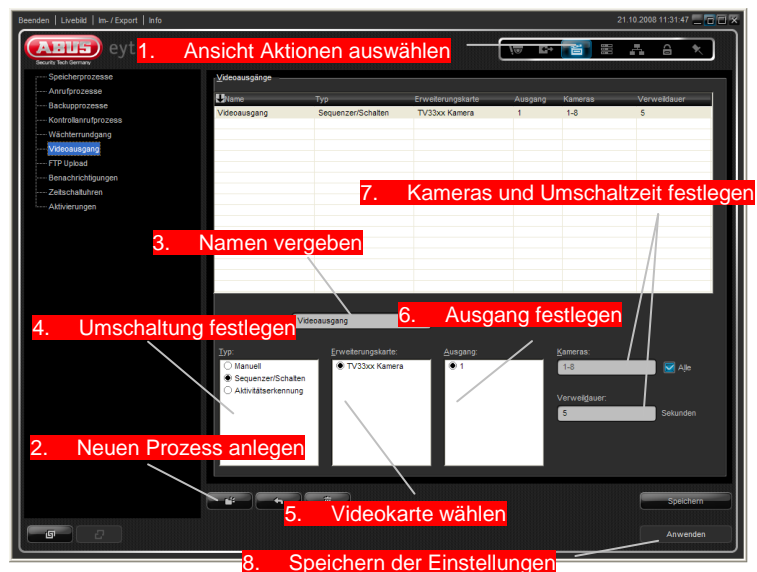 Beenden | Livebild | Im- / Export | Info
21.10.2008 11:31:47
ABUS
Security Tech Germany
eyt
1. Ansicht Aktionen auswählen
Speicherprozesse
Anrufprozesse
Backupprozesse
Kontrollanrufprozess
Wächterrundgang
Videoausgang
FTP Upload
Benachrichtigungen
Zeitschaltuhren
Aktivierungen
Videoausgänge
Name Typ Erweiterungskarte Ausgang Kameras Verweildauer
Videoausgang Sequenzer/Schalten TV33xx Kamera 1 1-8 5
7. Kameras und Umschaltzeit festlegen
3. Namen vergeben
Videoausgang
6. Ausgang festlegen
4. Umschaltung festlegen
Typ: Erweiterungskarte: Ausgang: Kameras:
Manuell TV33xx Kamera 1 1-8 Alle
Sequenzer/Schalten
Aktivitätserkennung
Verweildauer:
5 Sekunden
2. Neuen Prozess anlegen
5. Videokarte wählen
Speichern
Anwenden
8. Speichern der Einstellungen